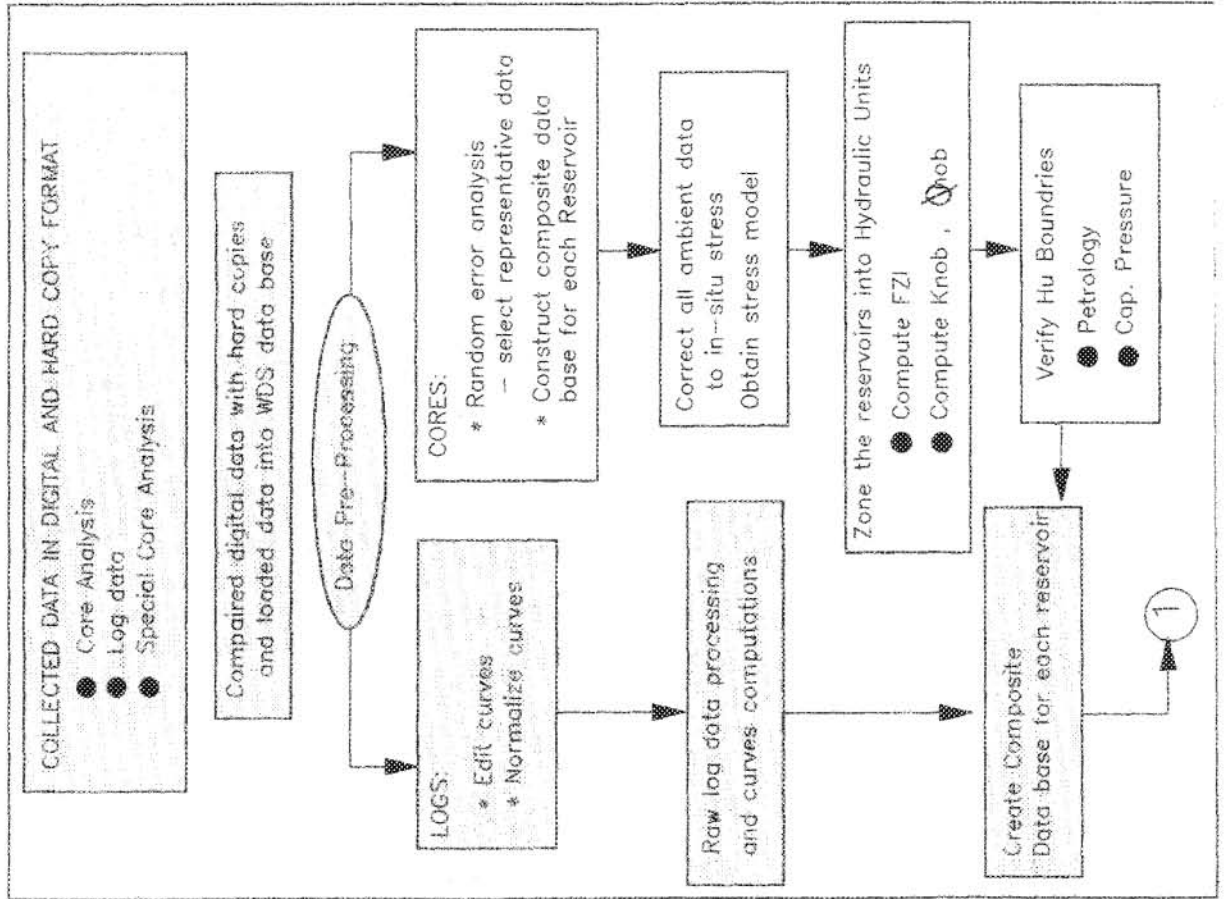 COLLECTED DATA IN DIGITAL AND HARD COPY FORMAT
● Core Analysis
● Log data
● Special Core Analysis
Compaired digital data with hard copies
and loaded data into WDS data base
Data Pre-Processing
LOGS:
* Edit curves
* Normalize curves
Raw log data processing
and curves computations
CORES:
* Random error analysis
- select representative data
* Construct composite data
base for each Reservoir
Correct all ambient data
to in-situ stress
Obtain stress model
Zone the reservoirs into Hydraulic Units
● Compute FZI
● Compute Knob , Φnob
Verify Hu Boundries
● Petrology
● Cap. Pressure
Create Composite
Data base for each reservoir
1